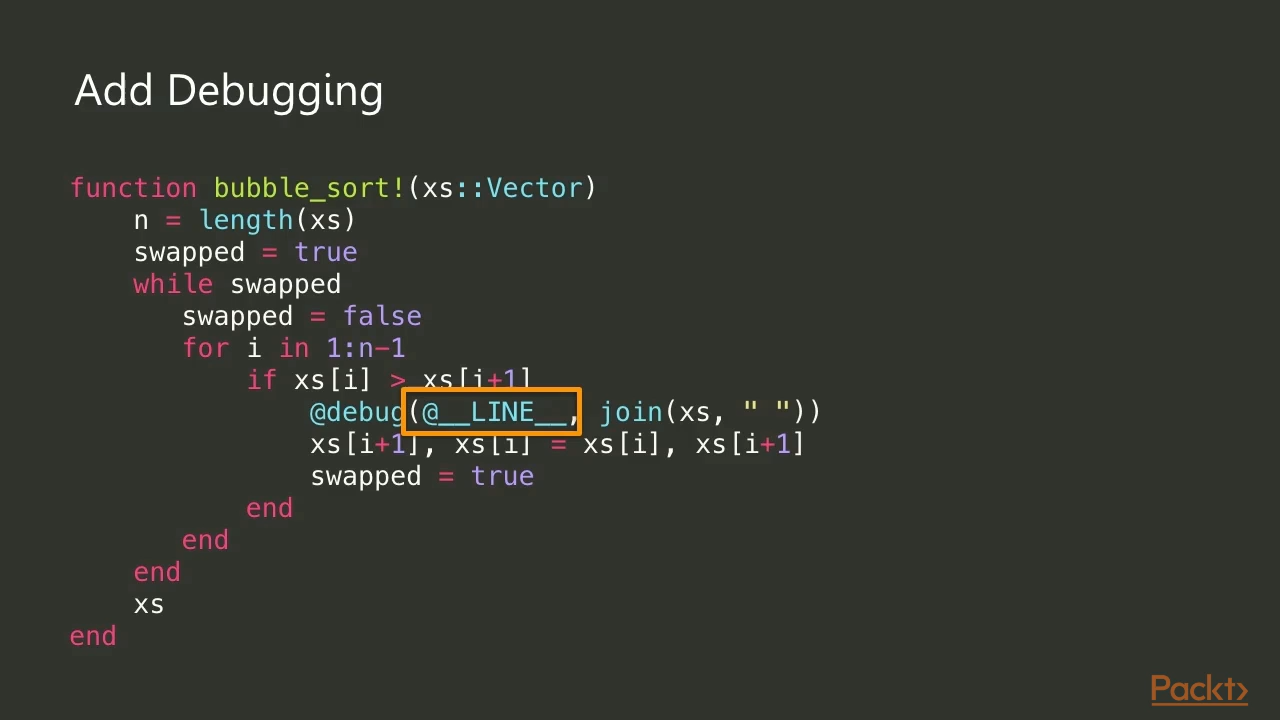 Add Debugging
function bubble_sort!(xs::Vector)
    n = length(xs)
    swapped = true
    while swapped
       swapped = false
       for i in 1:n-1
           if xs[i] > xs[i+1]
               @debug(@__LINE__, join(xs, " "))
               xs[i+1], xs[i] = xs[i], xs[i+1]
               swapped = true
           end
       end
    end
    xs
end
Packt>